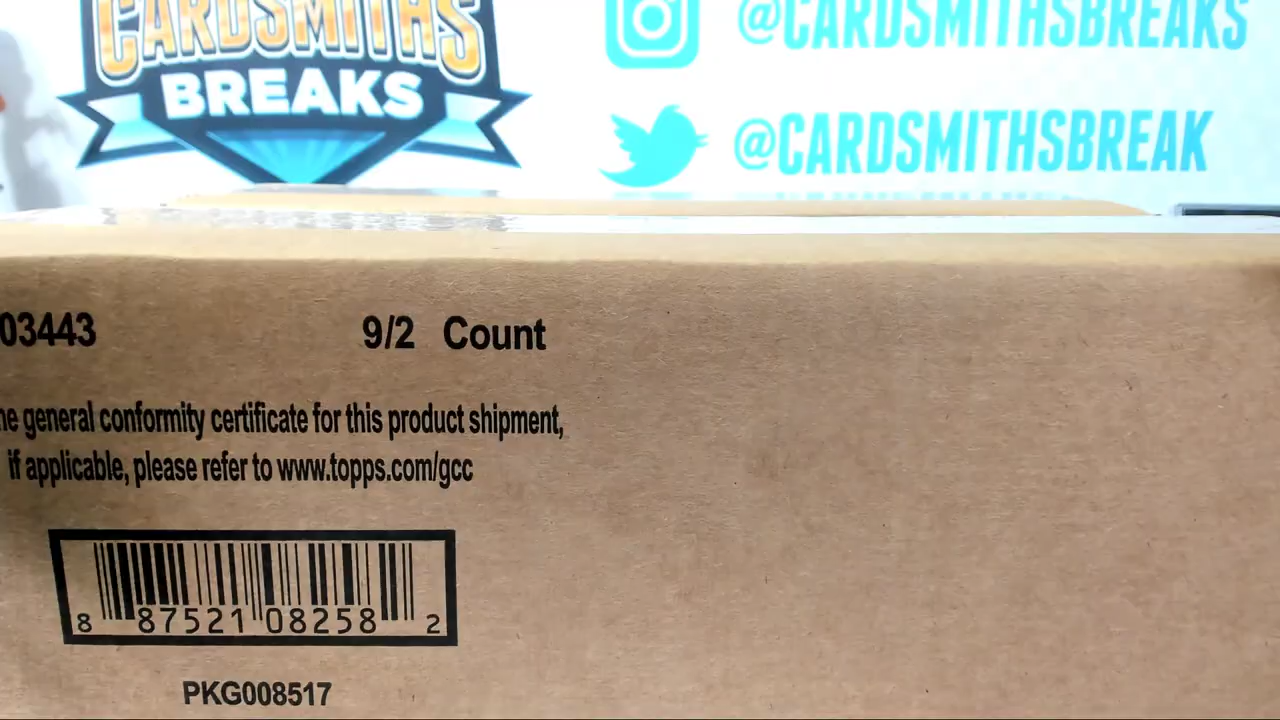 CARDSMITHS
BREAKS
@CARDSMITHSBREAKS
@CARDSMITHSBREAK
03443
9/2 Count
general conformity certificate for this product shipment,
if applicable, please refer to www.topps.com/gcc
8 87521 08258 2
PKG008517